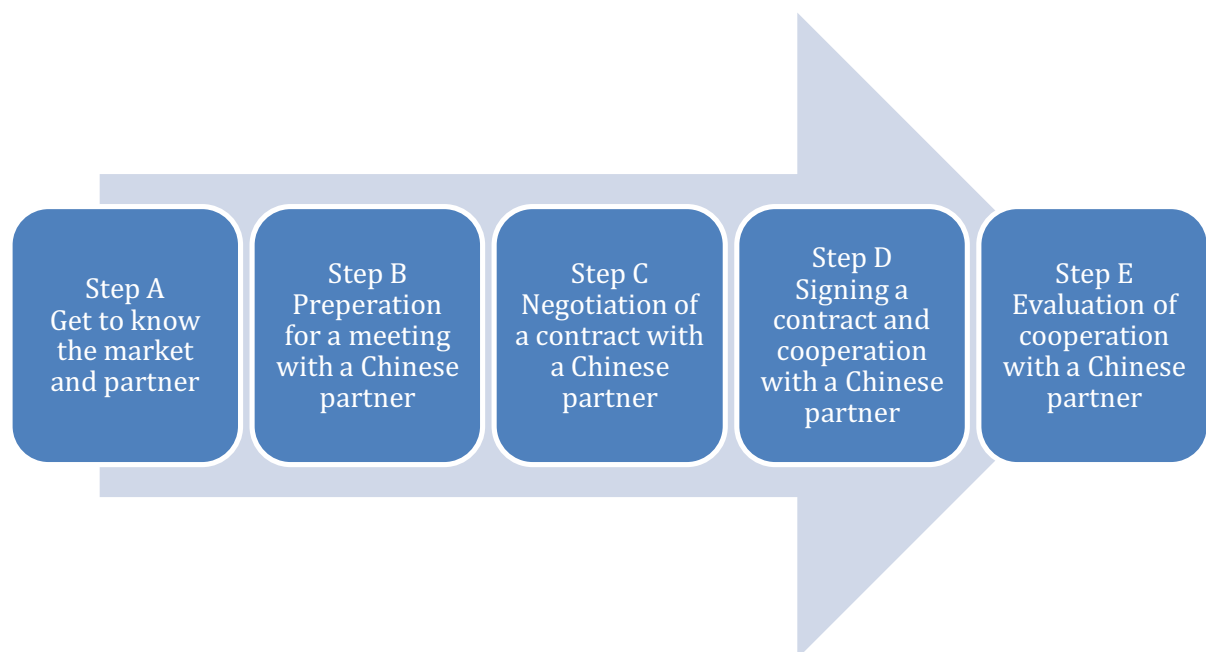 Step A
Get to know
the market
and partner
Step B
Preperation
for a meeting
with a Chinese
partner
Step C
Negotiation of
a contract with
a Chinese
partner
Step D
Signing a
contract and
cooperation
with a Chinese
partner
Step E
Evaluation of
cooperation
with a Chinese
partner